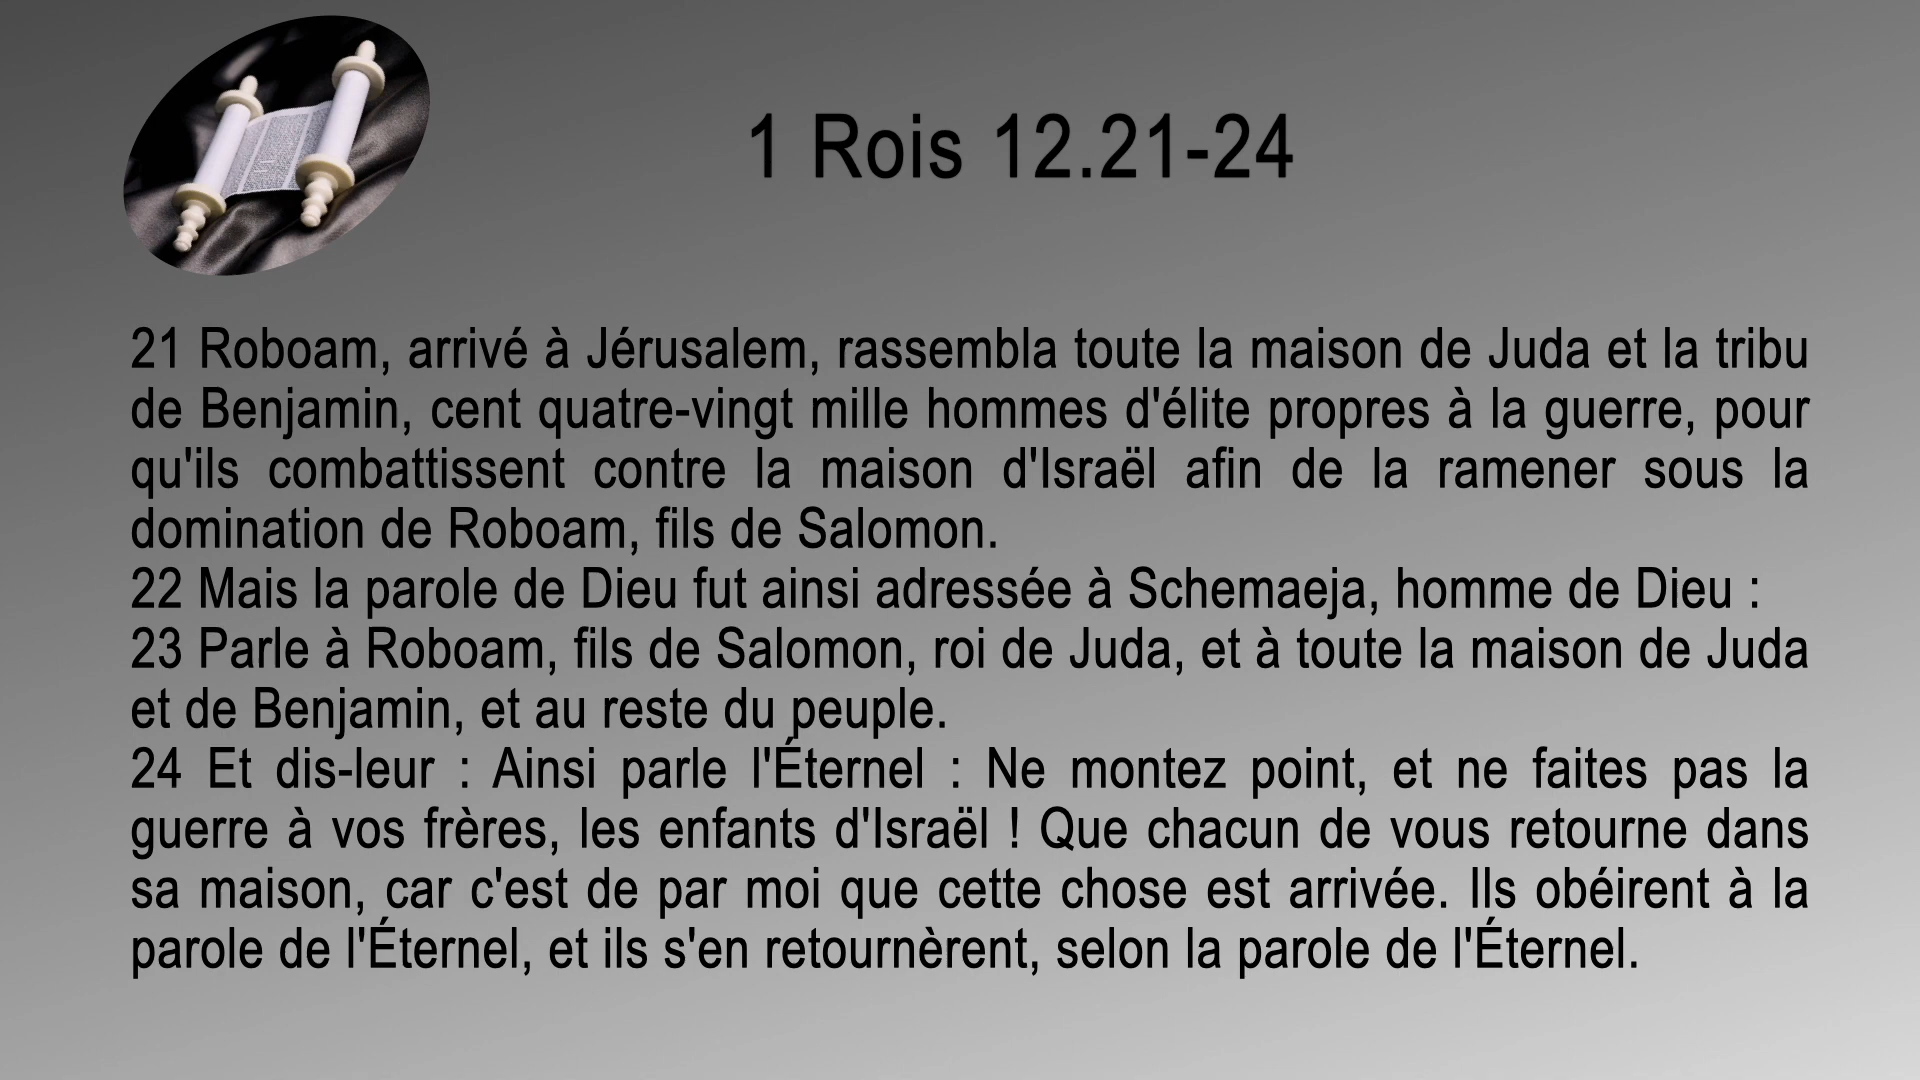 1 Rois 12.21-24
21 Roboam, arrivé à Jérusalem, rassembla toute la maison de Juda et la tribu
de Benjamin, cent quatre-vingt mille hommes d'élite propres à la guerre, pour
qu'ils combattissent contre la maison d'Israël afin de la ramener sous la
domination de Roboam, fils de Salomon.
22 Mais la parole de Dieu fut ainsi adressée à Schemaeja, homme de Dieu :
23 Parle à Roboam, fils de Salomon, roi de Juda, et à toute la maison de Juda
et de Benjamin, et au reste du peuple.
24 Et dis-leur : Ainsi parle l'Éternel : Ne montez point, et ne faites pas la
guerre à vos frères, les enfants d'Israël ! Que chacun de vous retourne dans
sa maison, car c'est de par moi que cette chose est arrivée. Ils obéirent à la
parole de l'Éternel, et ils s'en retournèrent, selon la parole de l'Éternel.